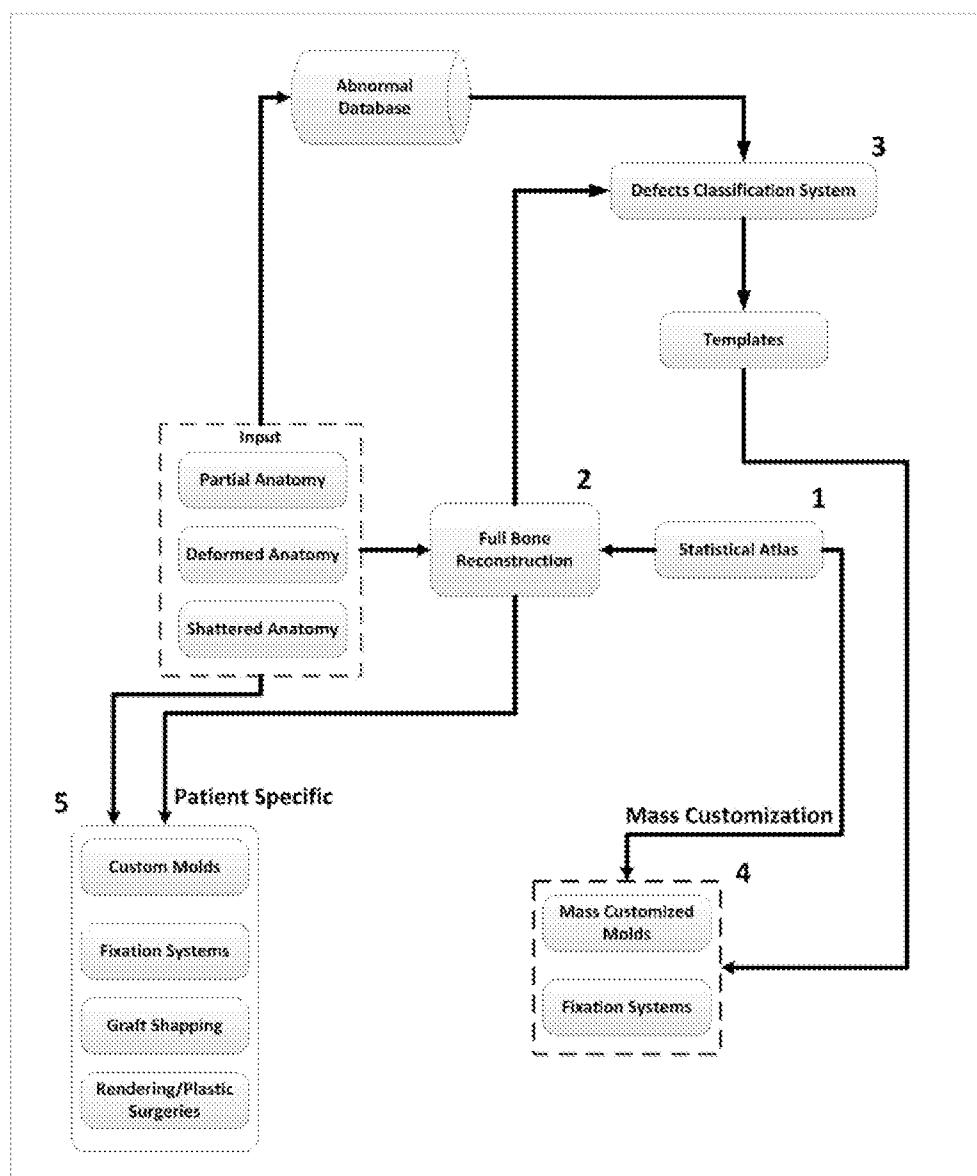 Abnormal
Database
3
Defects Classification System
Templates
Input
Partial Anatomy
Deformed Anatomy
Shattered Anatomy
2
Full Bone
Reconstruction
1
Statistical Atlas
5
Patient Specific
Custom Molds
Fixation Systems
Graft Shapping
Rendering/Plastic
Surgeries
Mass Customization
4
Mass Customized
Molds
Fixation Systems